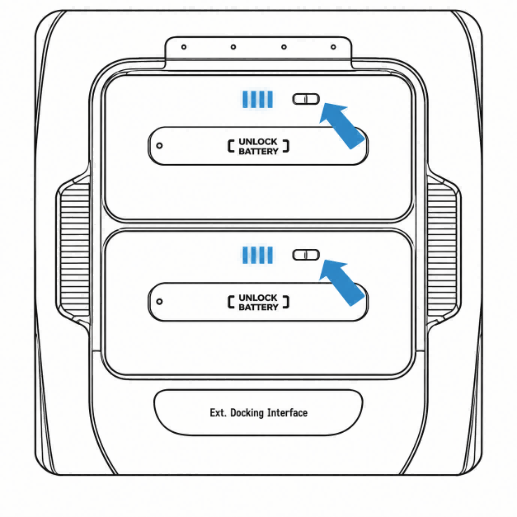 UNLOCK
BATTERY
UNLOCK
BATTERY
Ext. Docking Interface